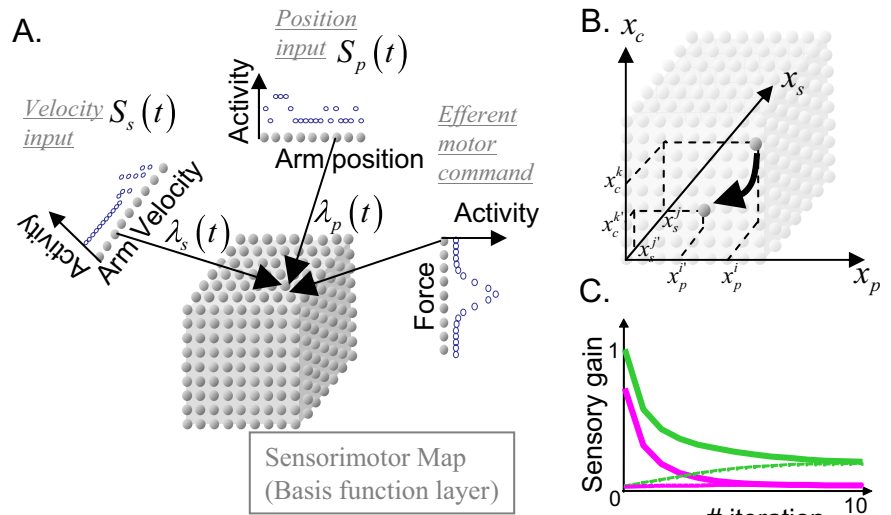 A.
Position
input S_p(t)
Velocity S_s(t)
input
Activity
Arm position
Activity
Arm Velocity
λ_s(t)
λ_p(t)
Efferent
motor
command
Activity
Force
Sensorimotor Map
(Basis function layer)
B.
x_c
x_s
x_c^k
x_c^{k'}
x_s^j
x_s^{j'}
x_p^{i'}
x_p^i
x_p
C.
Sensory gain
1
0
10
# iteration